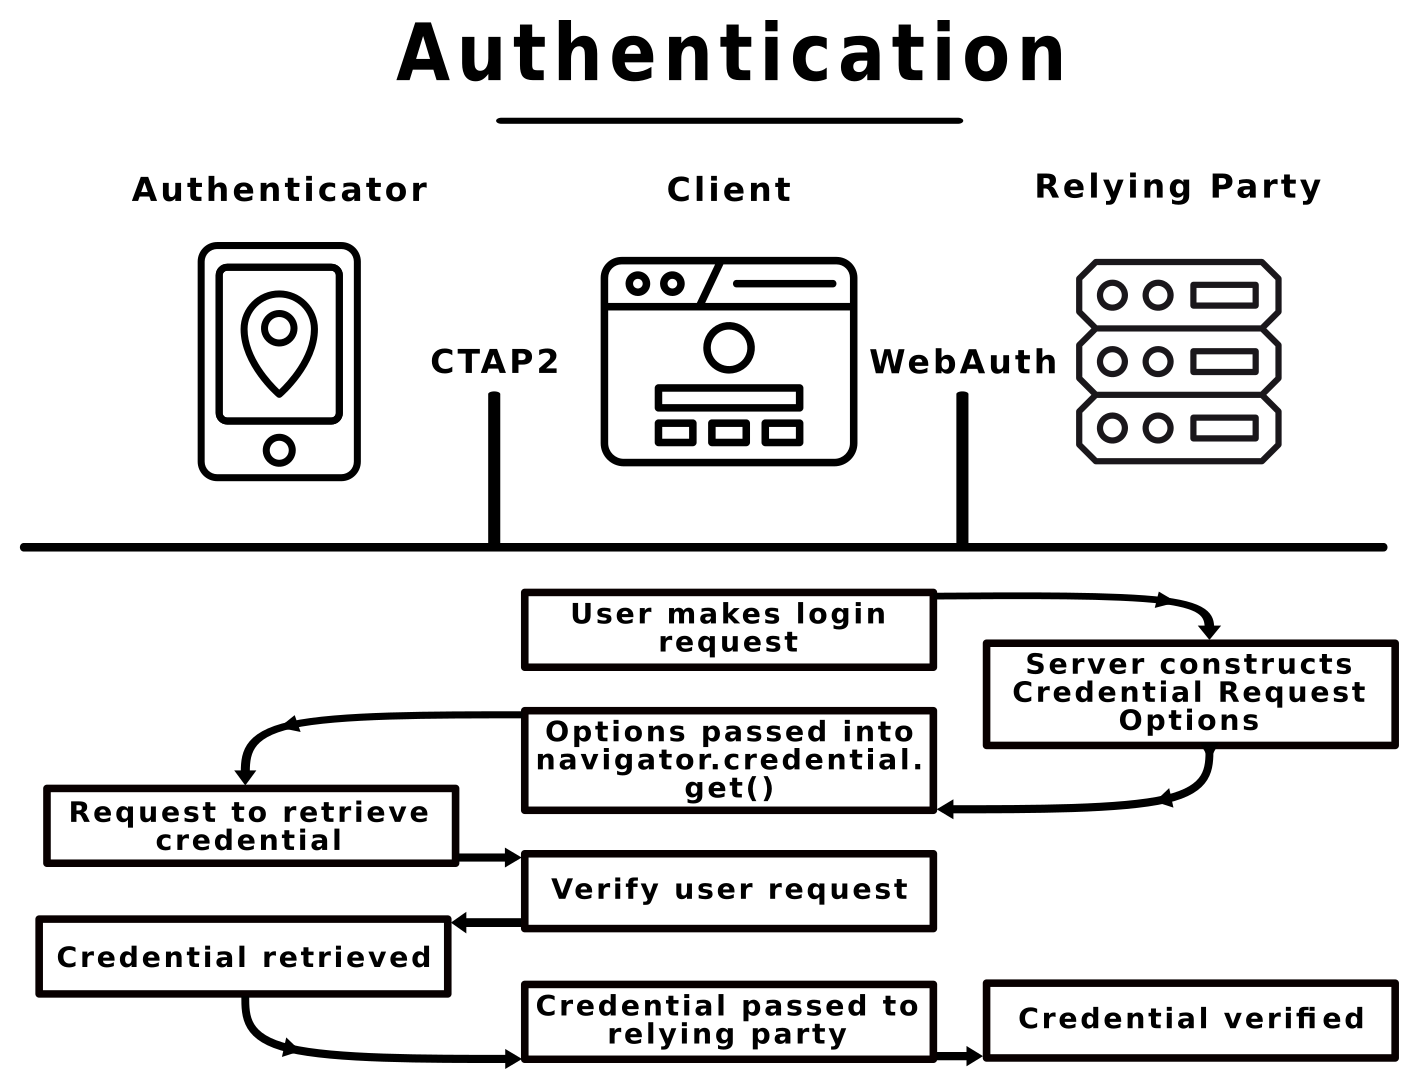 Authentication
Authenticator
Client
Relying Party
CTAP2
WebAuth
User makes login
request
Server constructs
Credential Request
Options
Options passed into
navigator.credential.
get()
Request to retrieve
credential
Verify user request
Credential retrieved
Credential passed to
relying party
Credential verified